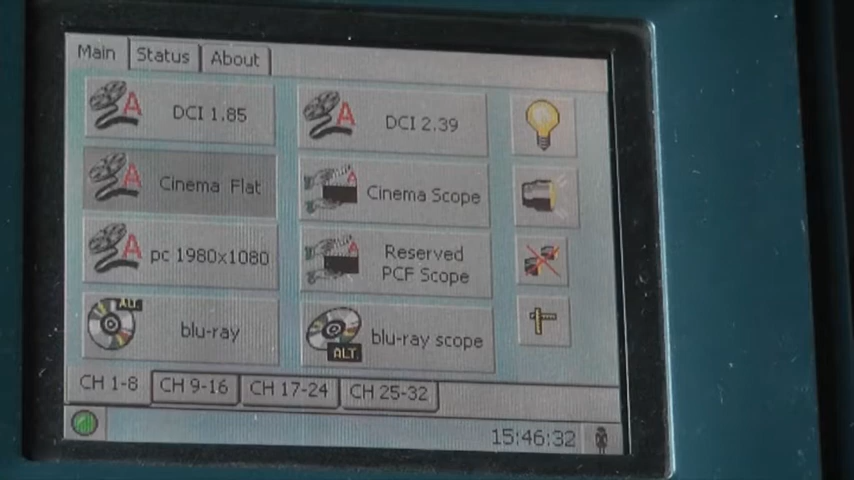 Main Status About
A DCI 1.85
A DCI 2.39
A Cinema Flat
A Cinema Scope
A pc 1980x1080
A Reserved
PCF Scope
ALT blu-ray
ALT blu-ray scope
CH 1-8 CH 9-16 CH 17-24 CH 25-32
15:46:32